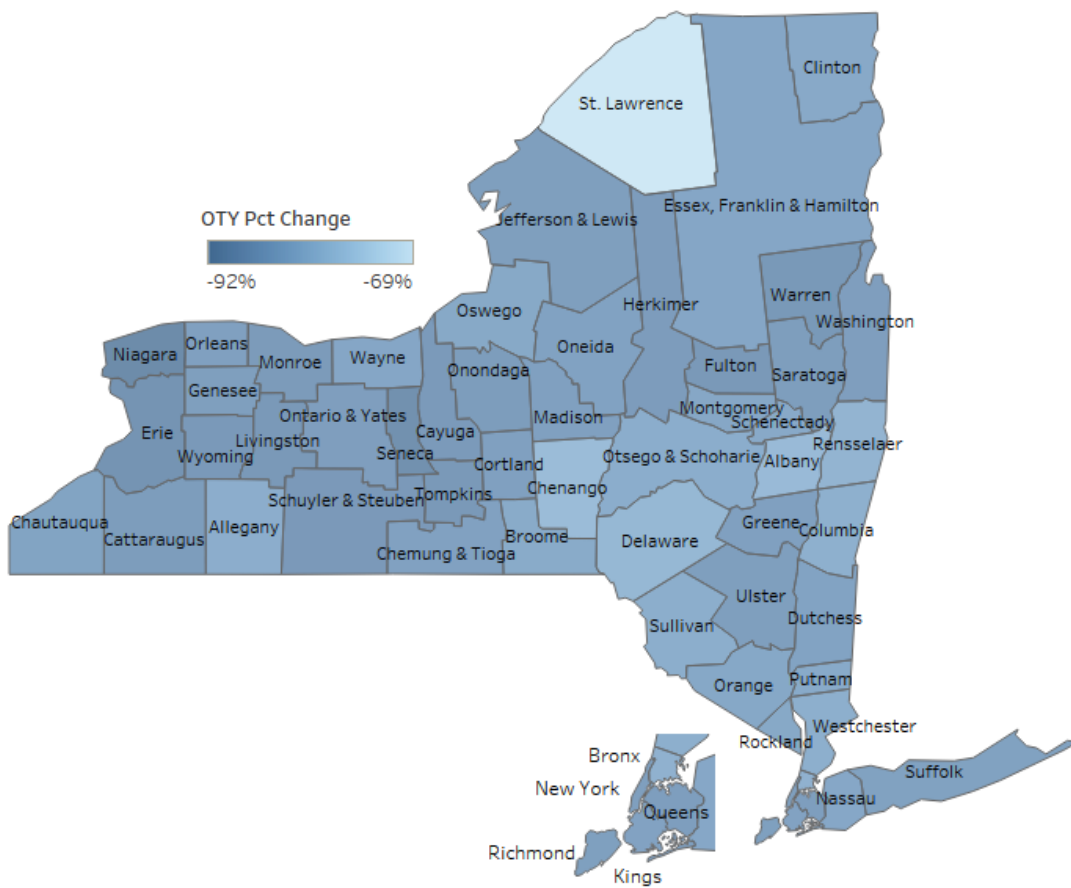 Clinton
St. Lawrence
Essex, Franklin & Hamilton
OTY Pct Change
Jefferson & Lewis
-92%
-69%
Warren
Herkimer
Oswego
Washington
Orleans
Niagara
Wayne
Oneida
Monroe
Fulton
Onondaga
Saratoga
Genesee
Montgomery
Ontario & Yates
Madison
Schenectady
Erie
Livingston
Cayuga
Rensselaer
Wyoming
Seneca
Otsego & Schoharie
Albany
Cortland
Chenango
Tompkins
Schuyler & Steuben
Greene
Chautauqua
Allegany
Columbia
Broome
Cattaraugus
Delaware
Chemung & Tioga
Ulster
Dutchess
Sullivan
Putnam
Orange
Westchester
Rockland
Bronx
Suffolk
New York
Nassau
Queens
Richmond
Kings